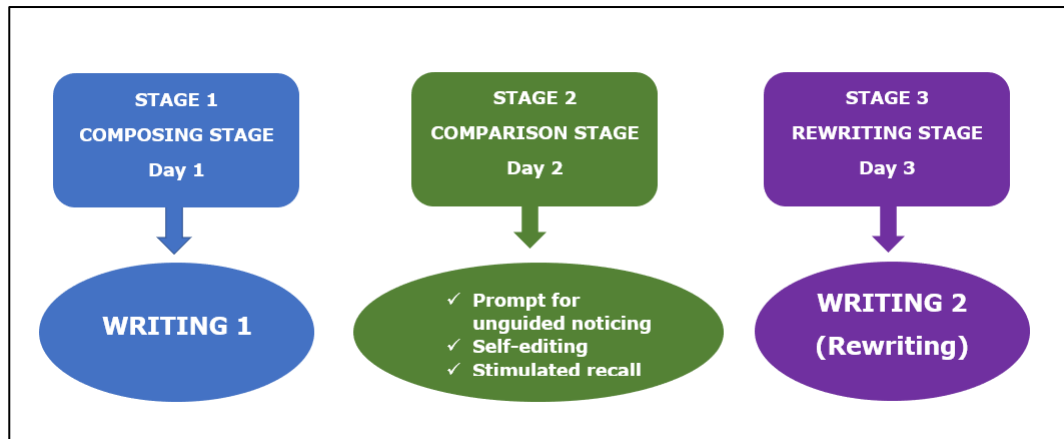 STAGE 1
COMPOSING STAGE
Day 1
STAGE 2
COMPARISON STAGE
Day 2
STAGE 3
REWRITING STAGE
Day 3
WRITING 1
✓ Prompt for
unguided noticing
✓ Self-editing
✓ Stimulated recall
WRITING 2
(Rewriting)